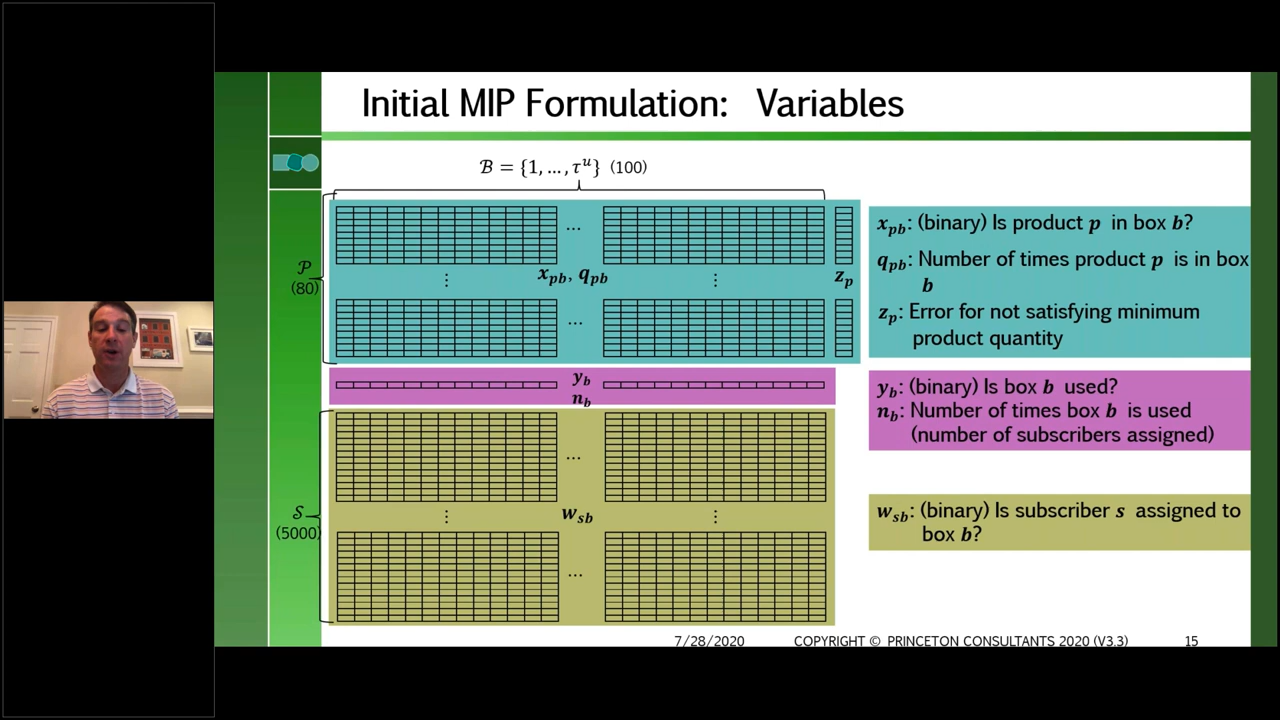 Initial MIP Formulation: Variables
ℬ = {1, …, τᵘ} (100)
𝒫
(80)
…
⋮ x_pb, q_pb ⋮ z_p
…
y_b
n_b
𝒮
(5000)
…
⋮ w_sb ⋮
…
x_pb: (binary) Is product p in box b?
q_pb: Number of times product p is in box
b
z_p: Error for not satisfying minimum
product quantity
y_b: (binary) Is box b used?
n_b: Number of times box b is used
(number of subscribers assigned)
w_sb: (binary) Is subscriber s assigned to
box b?
7/28/2020 COPYRIGHT © PRINCETON CONSULTANTS 2020 (V3.3) 15